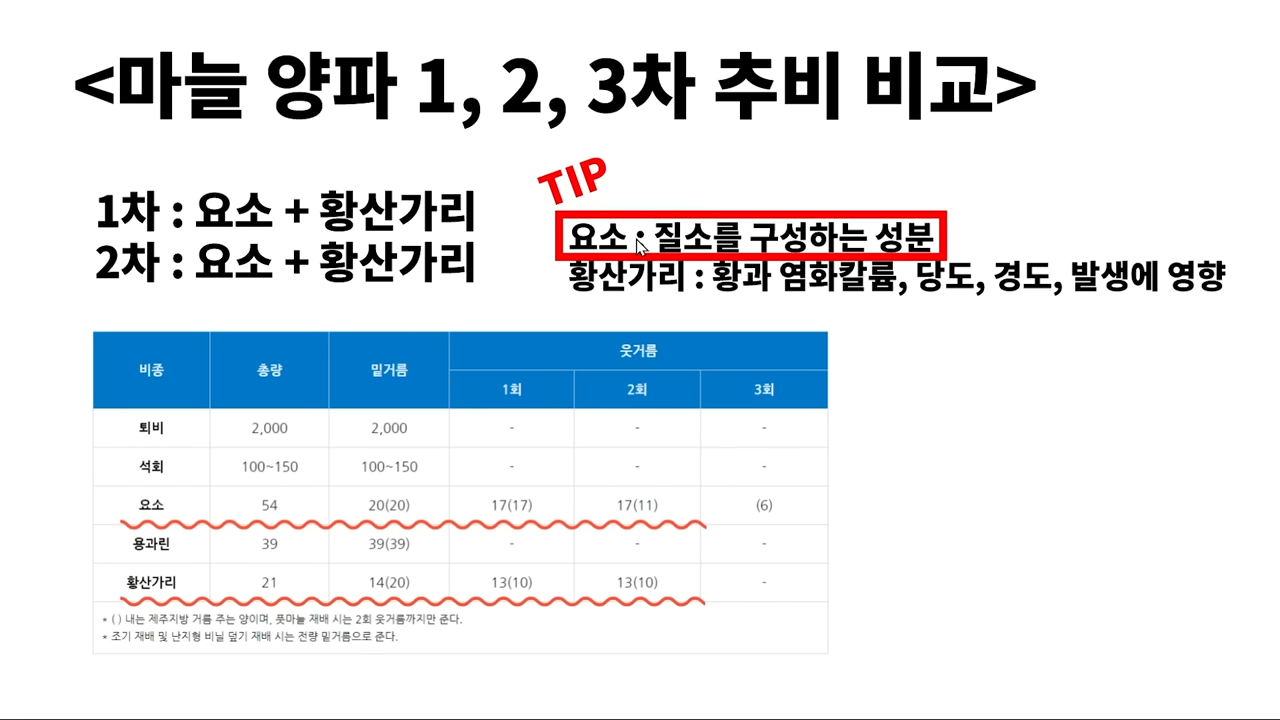 <마늘 양파 1, 2, 3차 추비 비교>
TIP
1차 : 요소 + 황산가리
2차 : 요소 + 황산가리
요소 : 질소를 구성하는 성분
황산가리 : 황과 염화칼륨, 당도, 경도, 발생에 영향
비종 총량 밑거름 웃거름
1회 2회 3회
퇴비 2,000 2,000 - - -
석회 100~150 100~150 - - -
요소 54 20(20) 17(17) 17(11) (6)
용과린 39 39(39) - - -
황산가리 21 14(20) 13(10) 13(10) -
* ( ) 내는 제주지방 거름 주는 양이며, 풋마늘 재배 시는 2회 웃거름까지만 준다.
* 조기 재배 및 난지형 비닐 덮기 재배 시는 전량 밑거름으로 준다.